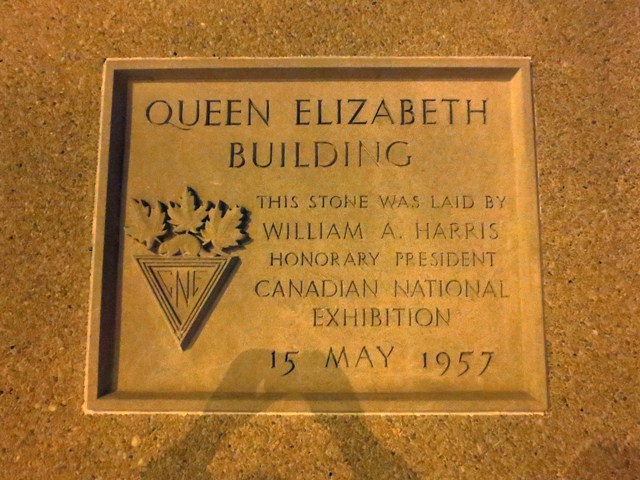 QUEEN ELIZABETH
BUILDING
THIS STONE WAS LAID BY
WILLIAM A. HARRIS
HONORARY PRESIDENT
CANADIAN NATIONAL
EXHIBITION
15 MAY 1957
CNE